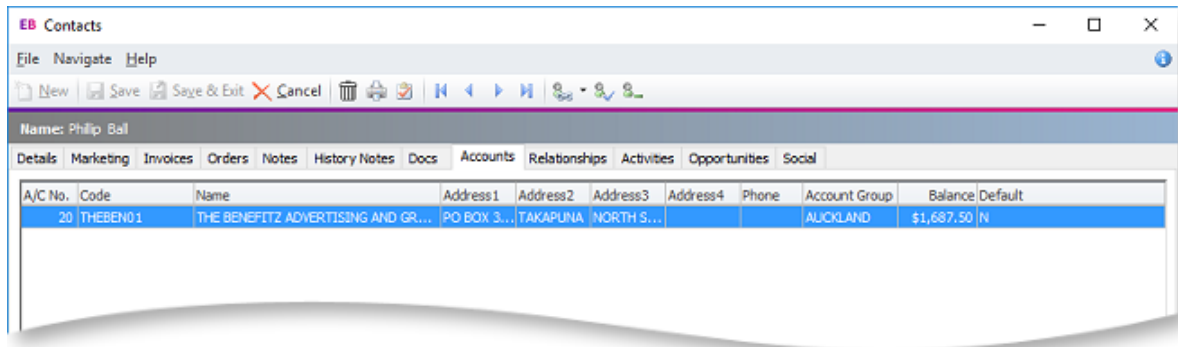 EB Contacts
File Navigate Help
New Save Save & Exit Cancel
Name: Philip Ball
Details Marketing Invoices Orders Notes History Notes Docs Accounts Relationships Activities Opportunities Social
A/C No. Code Name Address1 Address2 Address3 Address4 Phone Account Group Balance Default
20 THEBEN01 THE BENEFITZ ADVERTISING AND GR... PO BOX 3... TAKAPUNA NORTH S... AUCKLAND $1,687.50 N